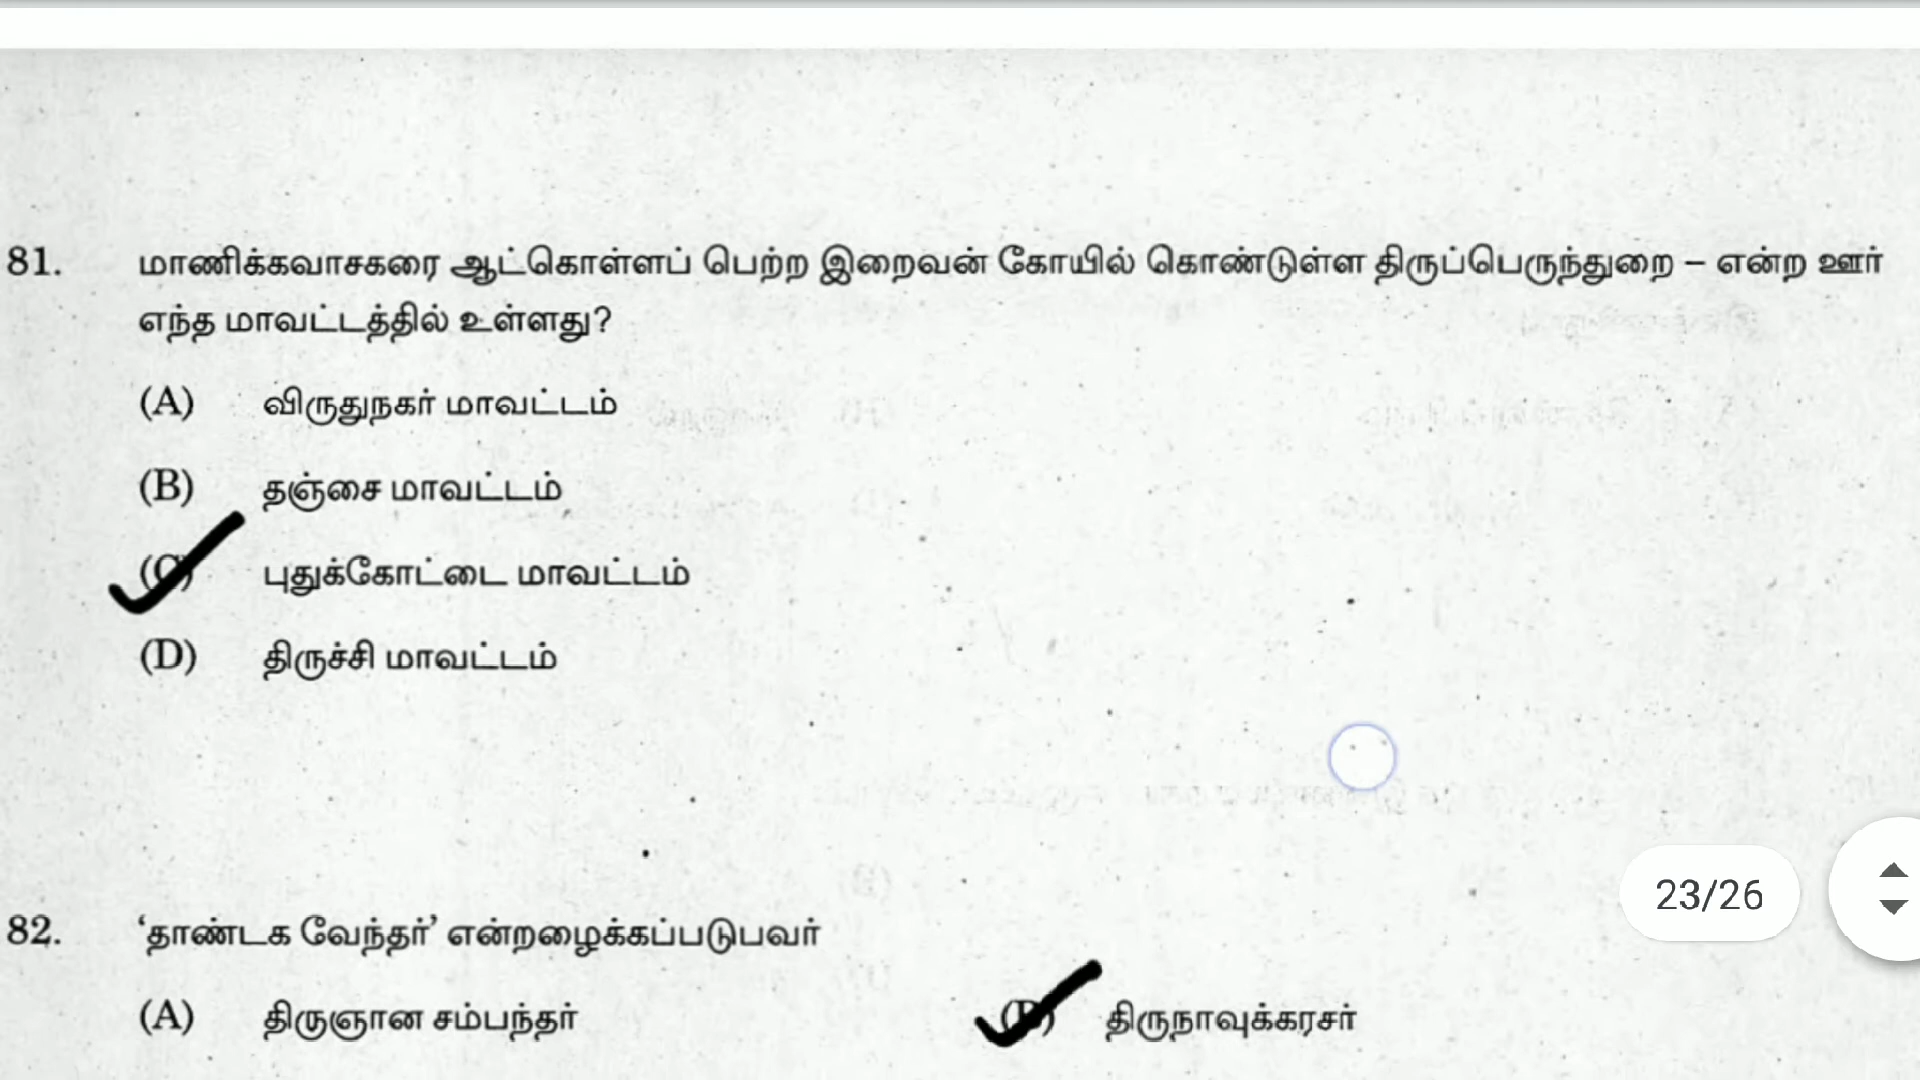 81. மாணிக்கவாசகரை ஆட்கொள்ளப் பெற்ற இறைவன் கோயில் கொண்டுள்ள திருப்பெருந்துறை – என்ற ஊர்
எந்த மாவட்டத்தில் உள்ளது?
(A) விருதுநகர் மாவட்டம்
(B) தஞ்சை மாவட்டம்
(C) புதுக்கோட்டை மாவட்டம்
(D) திருச்சி மாவட்டம்
23/26
82. ‘தாண்டக வேந்தர்’ என்றழைக்கப்படுபவர்
(A) திருஞான சம்பந்தர் (B) திருநாவுக்கரசர்